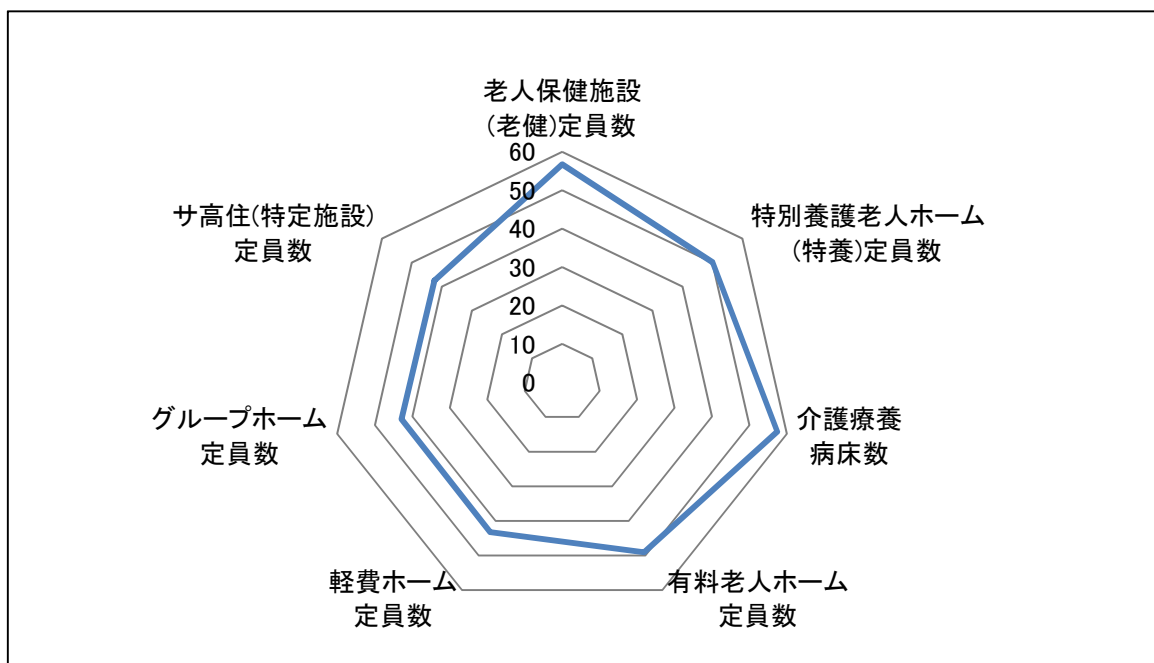 老人保健施設
(老健)定員数
特別養護老人ホーム
(特養)定員数
介護療養
病床数
有料老人ホーム
定員数
軽費ホーム
定員数
グループホーム
定員数
サ高住(特定施設)
定員数
60
50
40
30
20
10
0